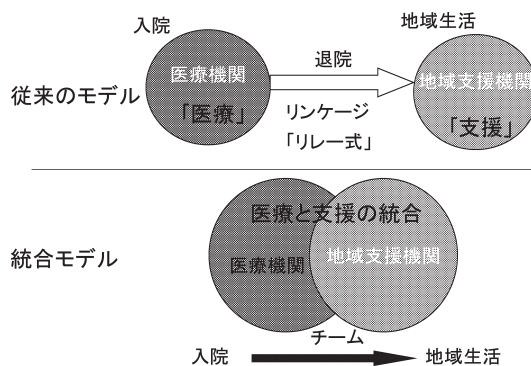 入院
地域生活
従来のモデル
医療機関
「医療」
退院
リンケージ
「リレー式」
地域支援機関
「支援」
統合モデル
医療と支援の統合
医療機関
地域支援機関
チーム
入院
地域生活